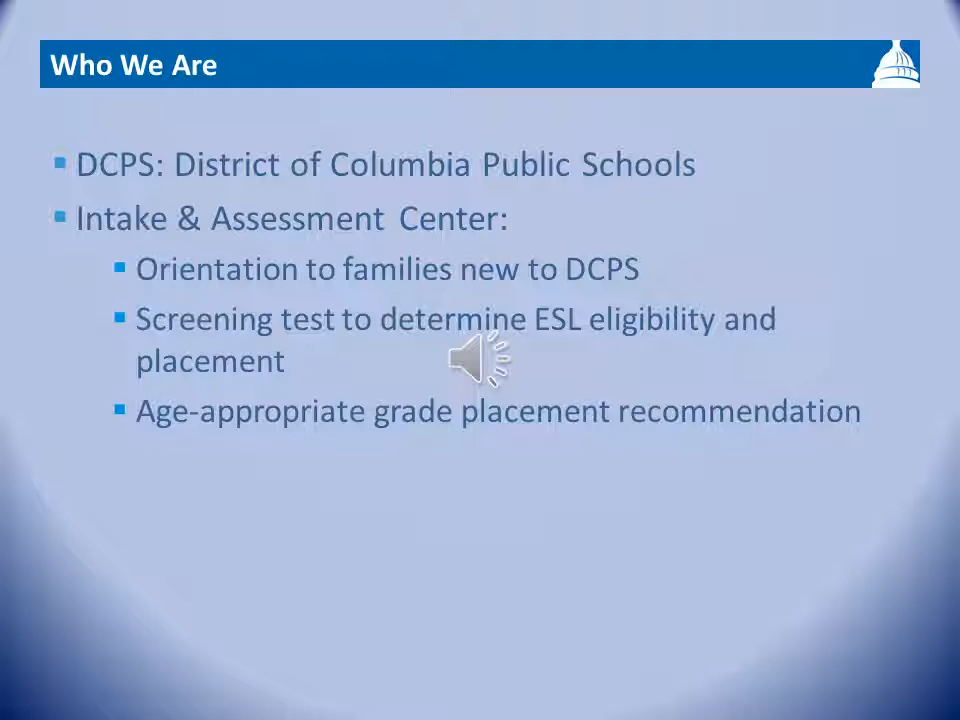 Who We Are
DCPS: District of Columbia Public Schools
Intake & Assessment Center:
Orientation to families new to DCPS
Screening test to determine ESL eligibility and
placement
Age-appropriate grade placement recommendation